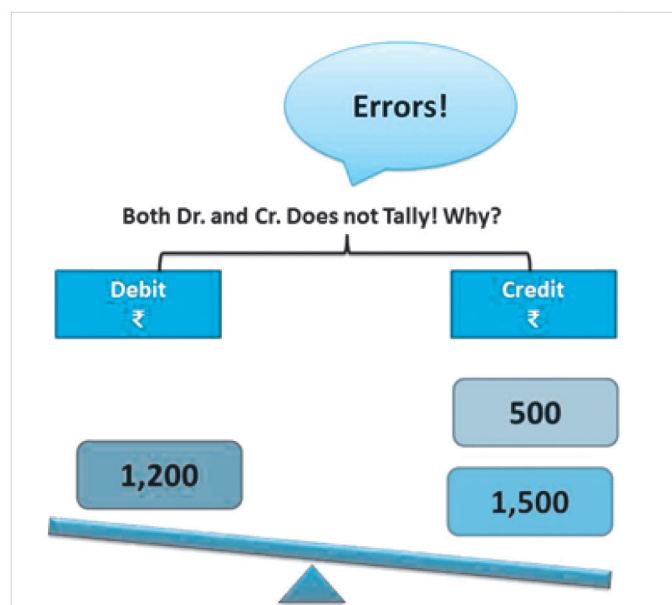 Errors!
Both Dr. and Cr. Does not Tally! Why?
Debit
₹
Credit
₹
500
1,200
1,500